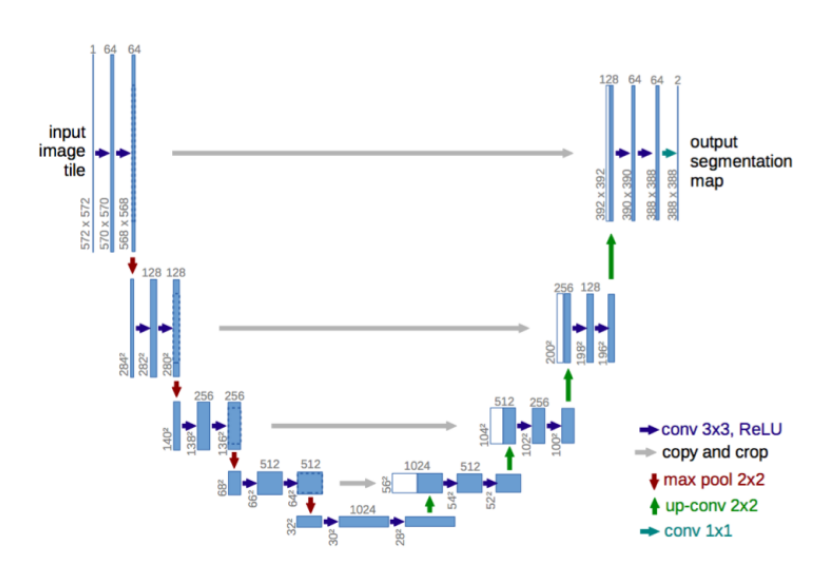 1 64 64
128 64 64 2
input
image
tile
output
segmentation
map
572 x 572
570 x 570
568 x 568
392 x 392
390 x 390
388 x 388
388 x 388
128 128
256 128
284²
282²
280²
200²
198²
196²
256 256
512 256
140²
138²
136²
104²
102²
100²
512 512
1024 512
68²
66²
64²
56²
54²
52²
1024
32²
30²
28²
conv 3x3, ReLU
copy and crop
max pool 2x2
up-conv 2x2
conv 1x1